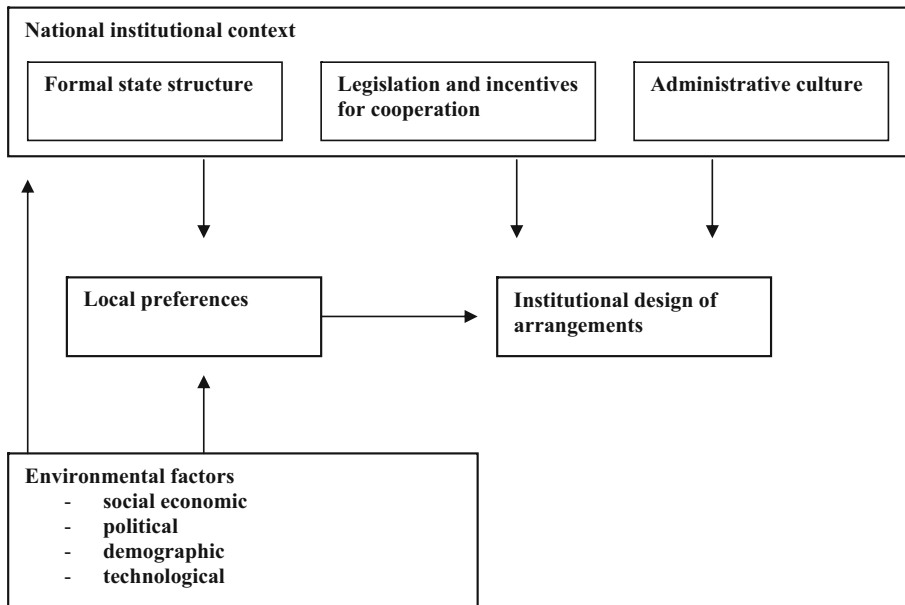 National institutional context
Formal state structure
Legislation and incentives
for cooperation
Administrative culture
Local preferences
Institutional design of
arrangements
Environmental factors
- social economic
- political
- demographic
- technological